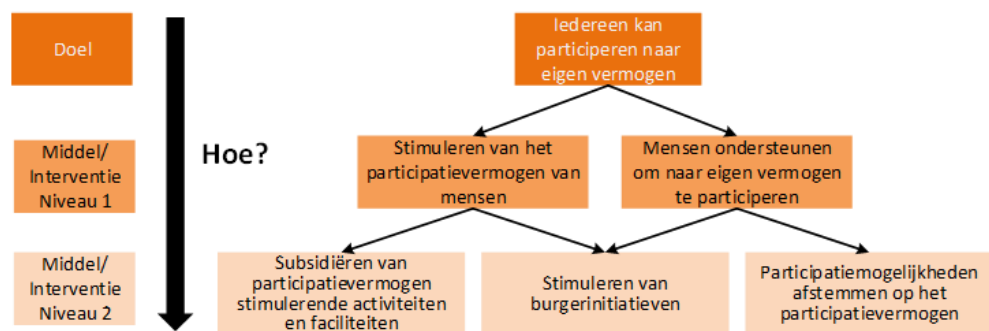 Doel
Iedereen kan
participeren naar
eigen vermogen
Hoe?
Middel/
Interventie
Niveau 1
Stimuleren van het
participatievermogen van
mensen
Mensen ondersteunen
om naar eigen vermogen
te participeren
Middel/
Interventie
Niveau 2
Subsidiëren van
participatievermogen
stimulerende activiteiten
en faciliteiten
Stimuleren van
burgerinitiatieven
Participatiemogelijkheden
afstemmen op het
participatievermogen